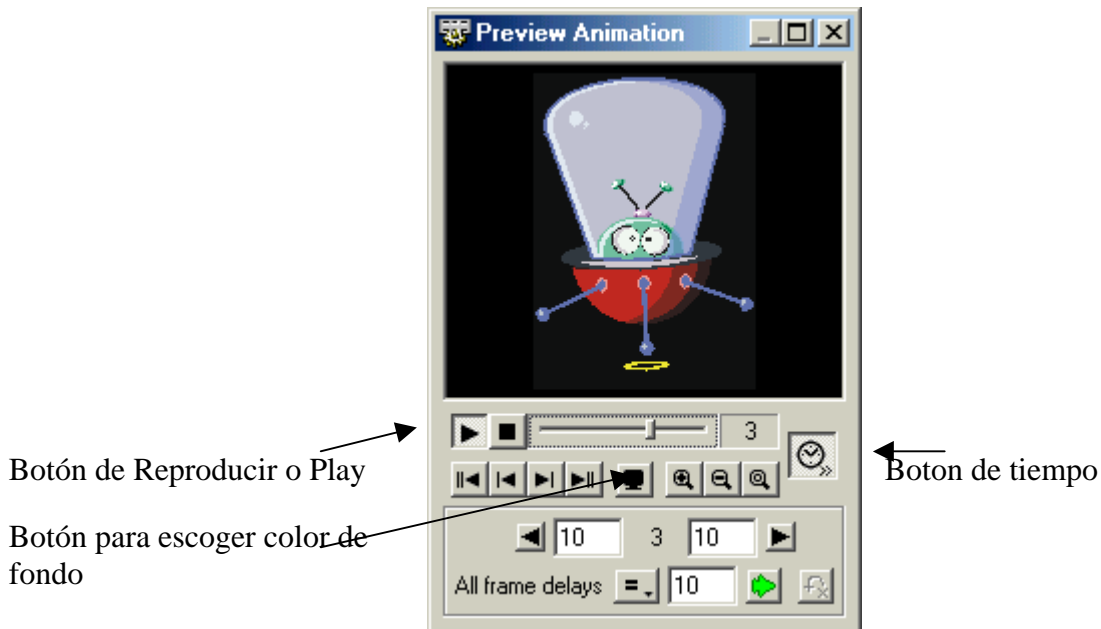 Preview Animation
3
Botón de Reproducir o Play
Boton de tiempo
Botón para escoger color de
fondo
10 3 10
All frame delays = 10